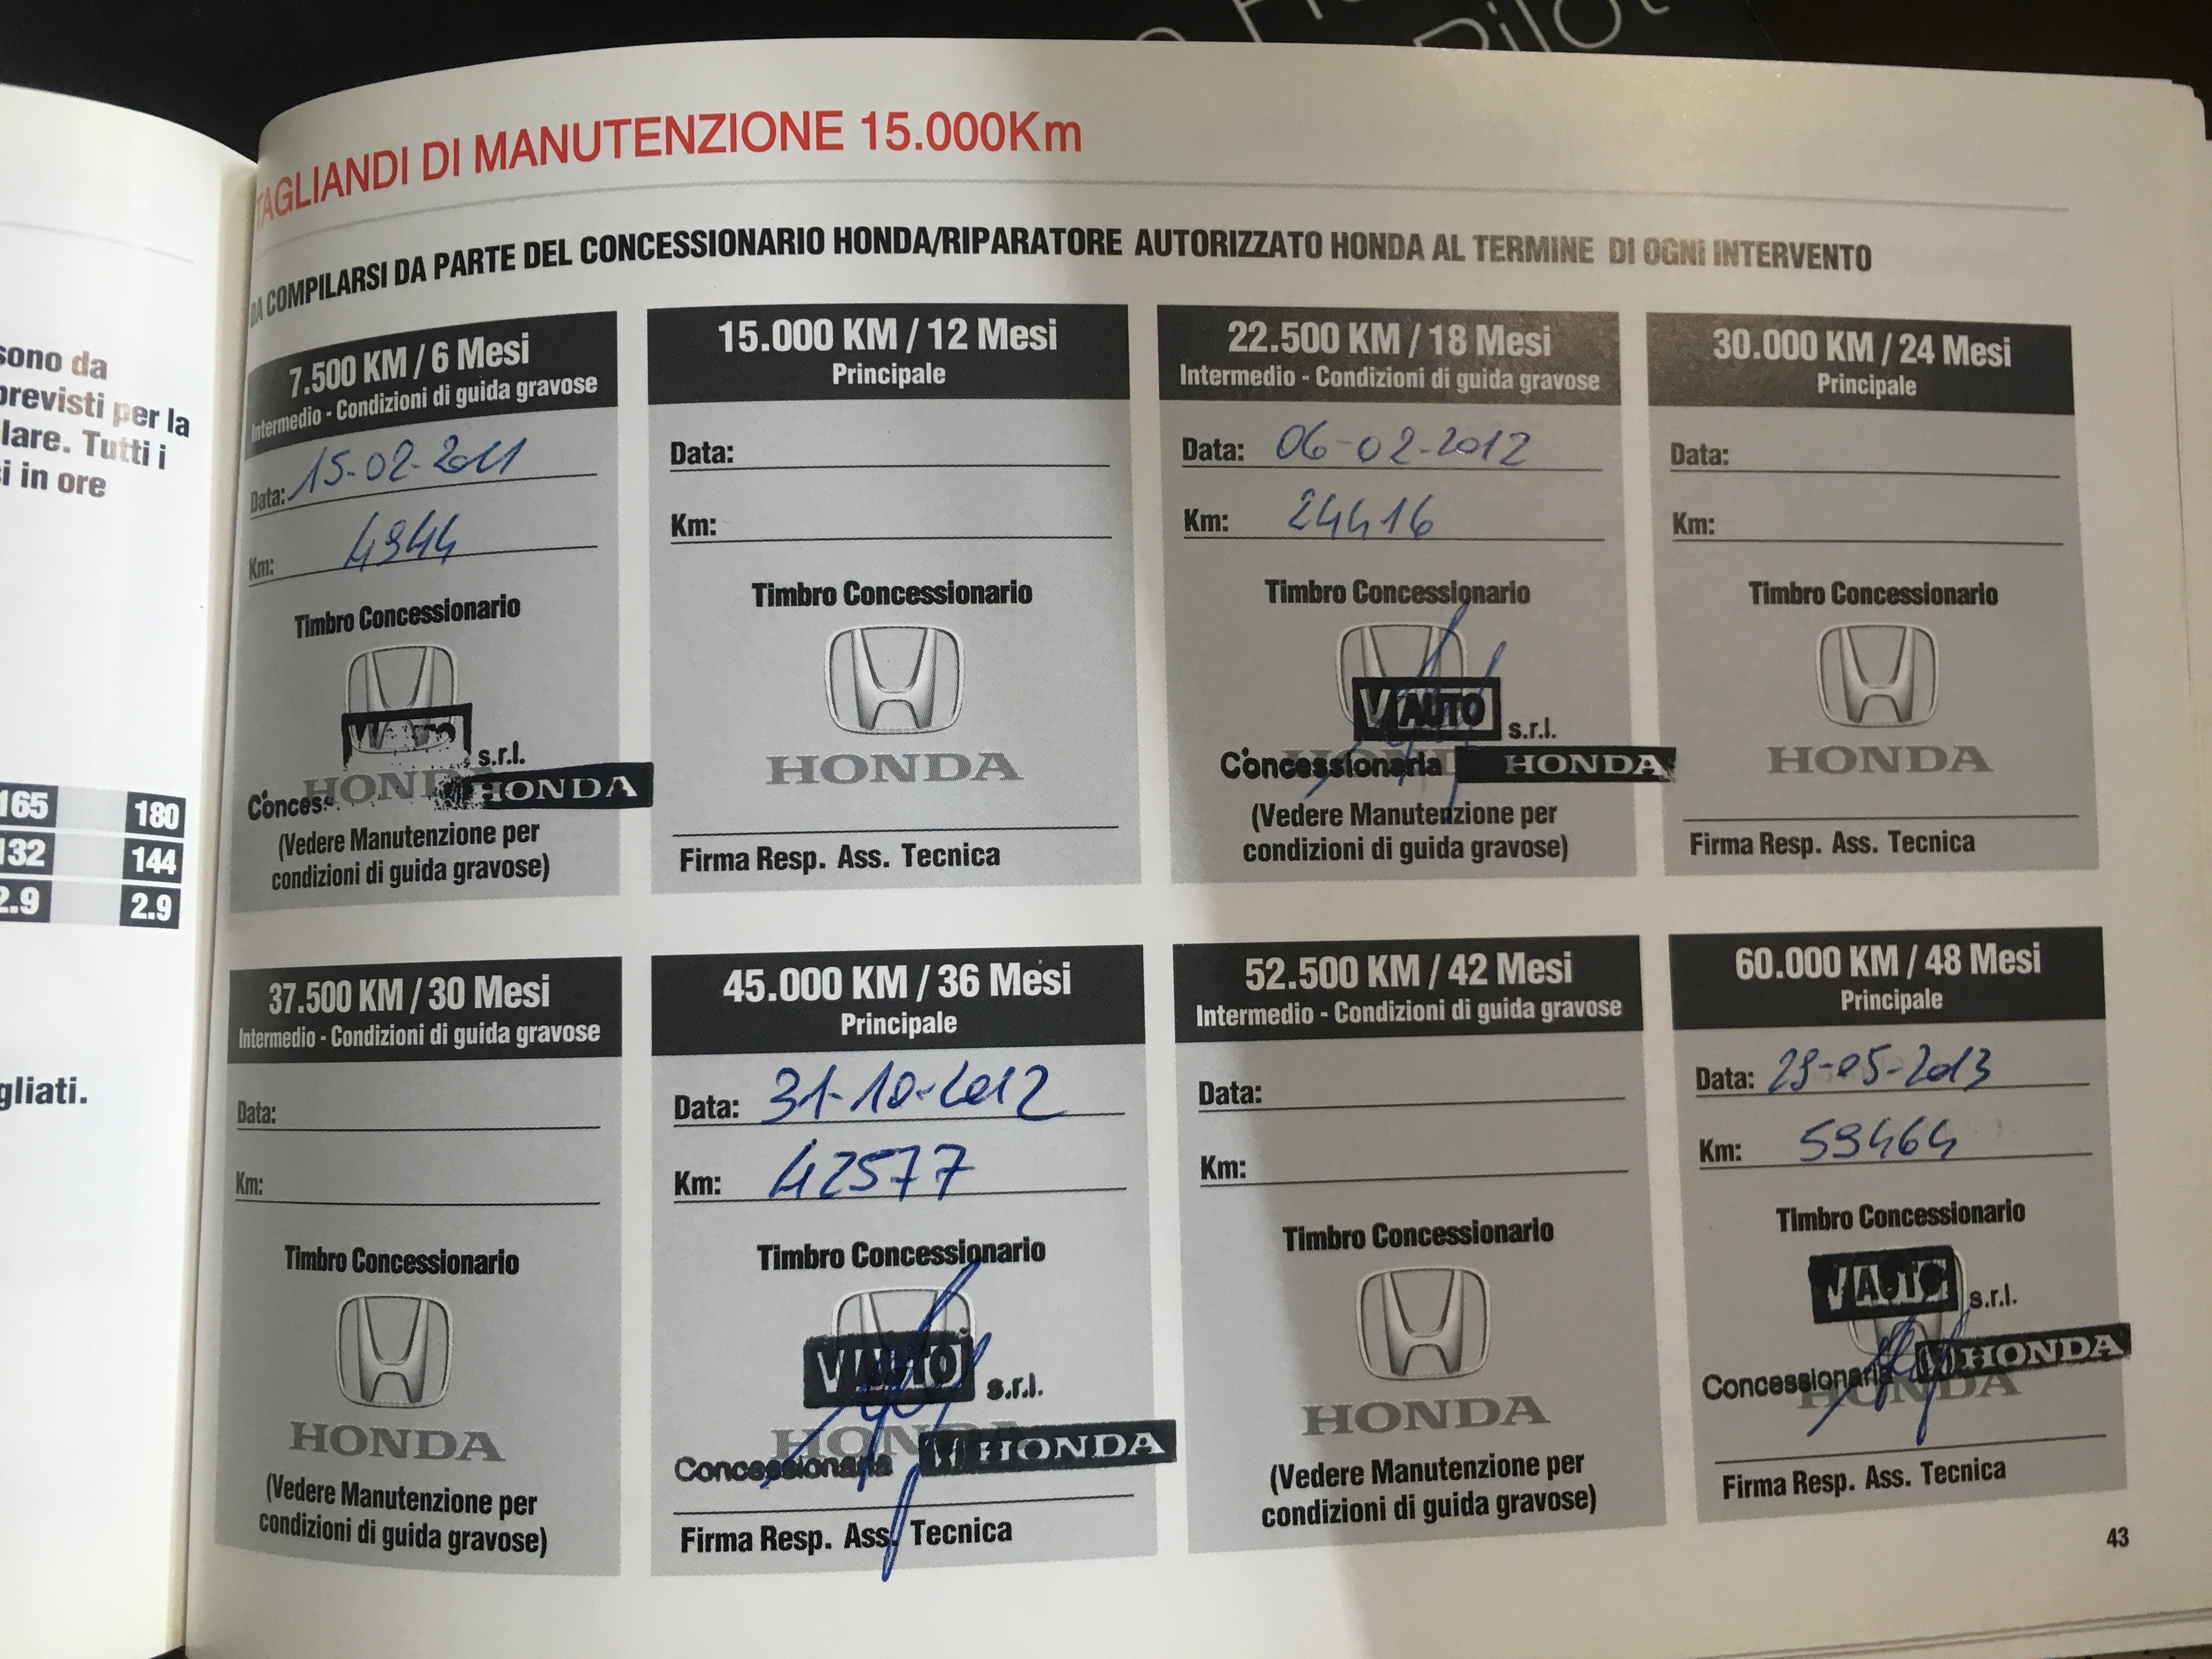 Pilot
TAGLIANDI DI MANUTENZIONE 15.000Km
DA COMPILARSI DA PARTE DEL CONCESSIONARIO HONDA/RIPARATORE AUTORIZZATO HONDA AL TERMINE DI OGNI INTERVENTO
sono da
previsti per la
lare. Tutti i
i in ore
165 180
132 144
2.9 2.9
gliati.
7.500 KM / 6 Mesi
Intermedio - Condizioni di guida gravose
Data: 15-02-2011
Km: 4944
Timbro Concessionario
s.r.l.
HONDA
Conces HONDA
(Vedere Manutenzione per
condizioni di guida gravose)
15.000 KM / 12 Mesi
Principale
Data:
Km:
Timbro Concessionario
HONDA
Firma Resp. Ass. Tecnica
22.500 KM / 18 Mesi
Intermedio - Condizioni di guida gravose
Data: 06-02-2012
Km: 24416
Timbro Concessionario
VAUTO s.r.l.
Concessionaria HONDA
(Vedere Manutenzione per
condizioni di guida gravose)
30.000 KM / 24 Mesi
Principale
Data:
Km:
Timbro Concessionario
HONDA
Firma Resp. Ass. Tecnica
37.500 KM / 30 Mesi
Intermedio - Condizioni di guida gravose
Data:
Km:
Timbro Concessionario
HONDA
(Vedere Manutenzione per
condizioni di guida gravose)
45.000 KM / 36 Mesi
Principale
Data: 31-10-2012
Km: 42577
Timbro Concessionario
VAUTO s.r.l.
HONDA
Concessionaria HONDA
Firma Resp. Ass. Tecnica
52.500 KM / 42 Mesi
Intermedio - Condizioni di guida gravose
Data:
Km:
Timbro Concessionario
HONDA
(Vedere Manutenzione per
condizioni di guida gravose)
60.000 KM / 48 Mesi
Principale
Data: 29-05-2013
Km: 59464
Timbro Concessionario
VAUTO s.r.l.
Concessionaria HONDA
HONDA
Firma Resp. Ass. Tecnica
43